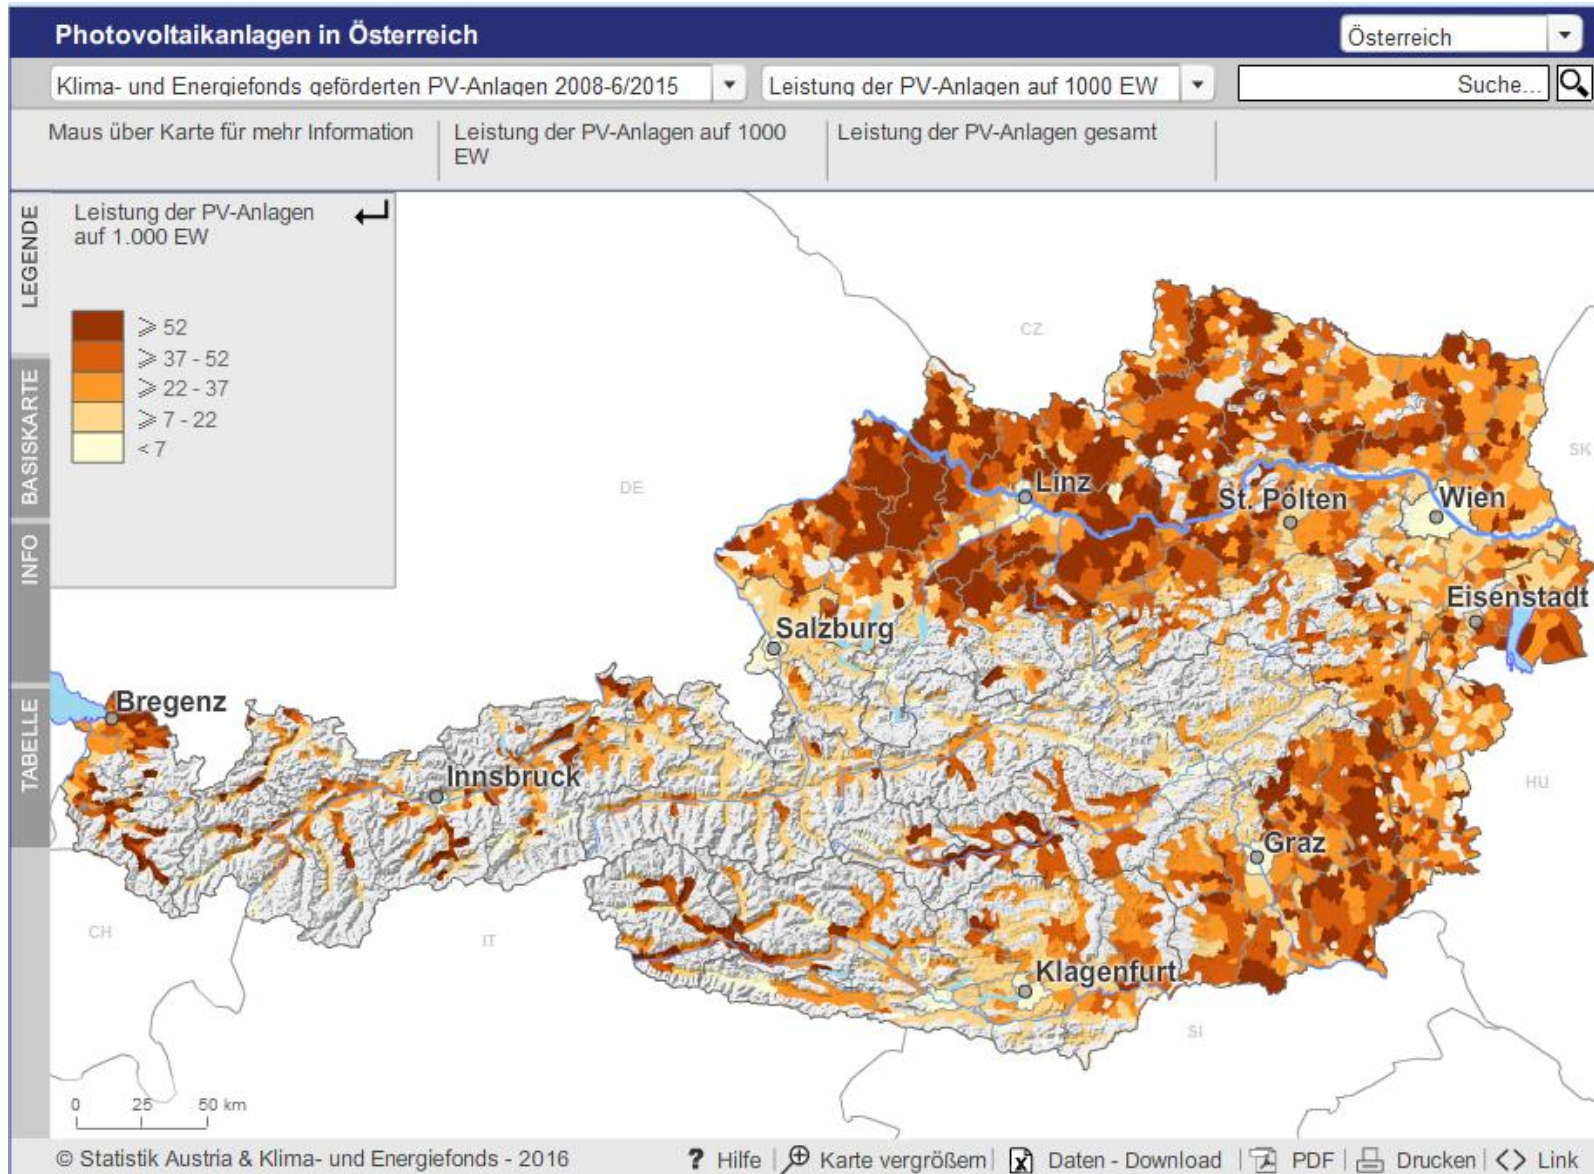 Photovoltaikanlagen in Österreich
Österreich
Klima- und Energiefonds geförderten PV-Anlagen 2008-6/2015
Leistung der PV-Anlagen auf 1000 EW
Suche...
Maus über Karte für mehr Information
Leistung der PV-Anlagen auf 1000
EW
Leistung der PV-Anlagen gesamt
LEGENDE
BASISKARTE
INFO
TABELLE
Leistung der PV-Anlagen
auf 1.000 EW
⩾ 52
⩾ 37 - 52
⩾ 22 - 37
⩾ 7 - 22
< 7
CZ
DE
SK
Linz
St. Pölten
Wien
Eisenstadt
Salzburg
Bregenz
Innsbruck
HU
Graz
CH
IT
Klagenfurt
SI
0 25 50 km
© Statistik Austria & Klima- und Energiefonds - 2016
? Hilfe | Karte vergrößern | Daten - Download | PDF | Drucken | <> Link